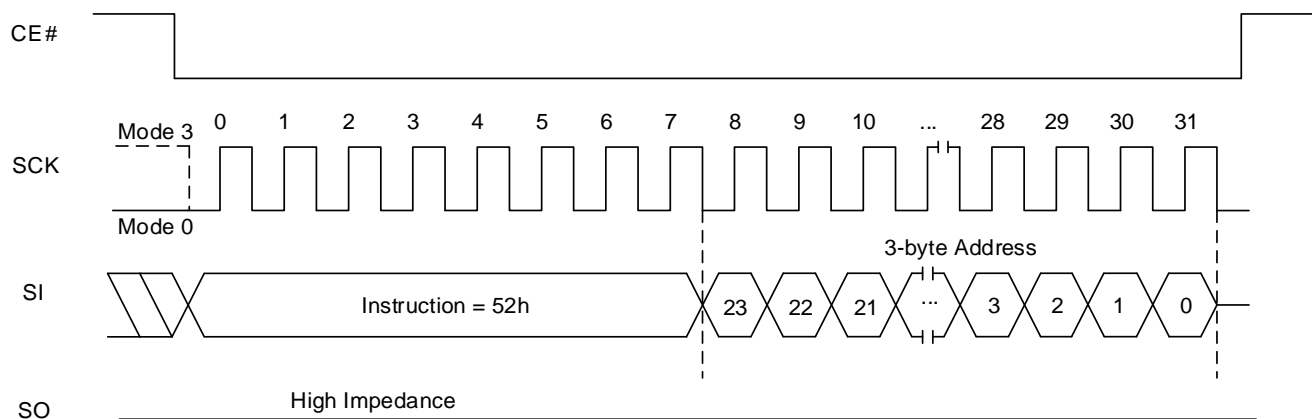 CE#
0 1 2 3 4 5 6 7 8 9 10 ... 28 29 30 31
Mode 3
SCK
Mode 0
3-byte Address
SI
Instruction = 52h
23 22 21 ... 3 2 1 0
High Impedance
SO